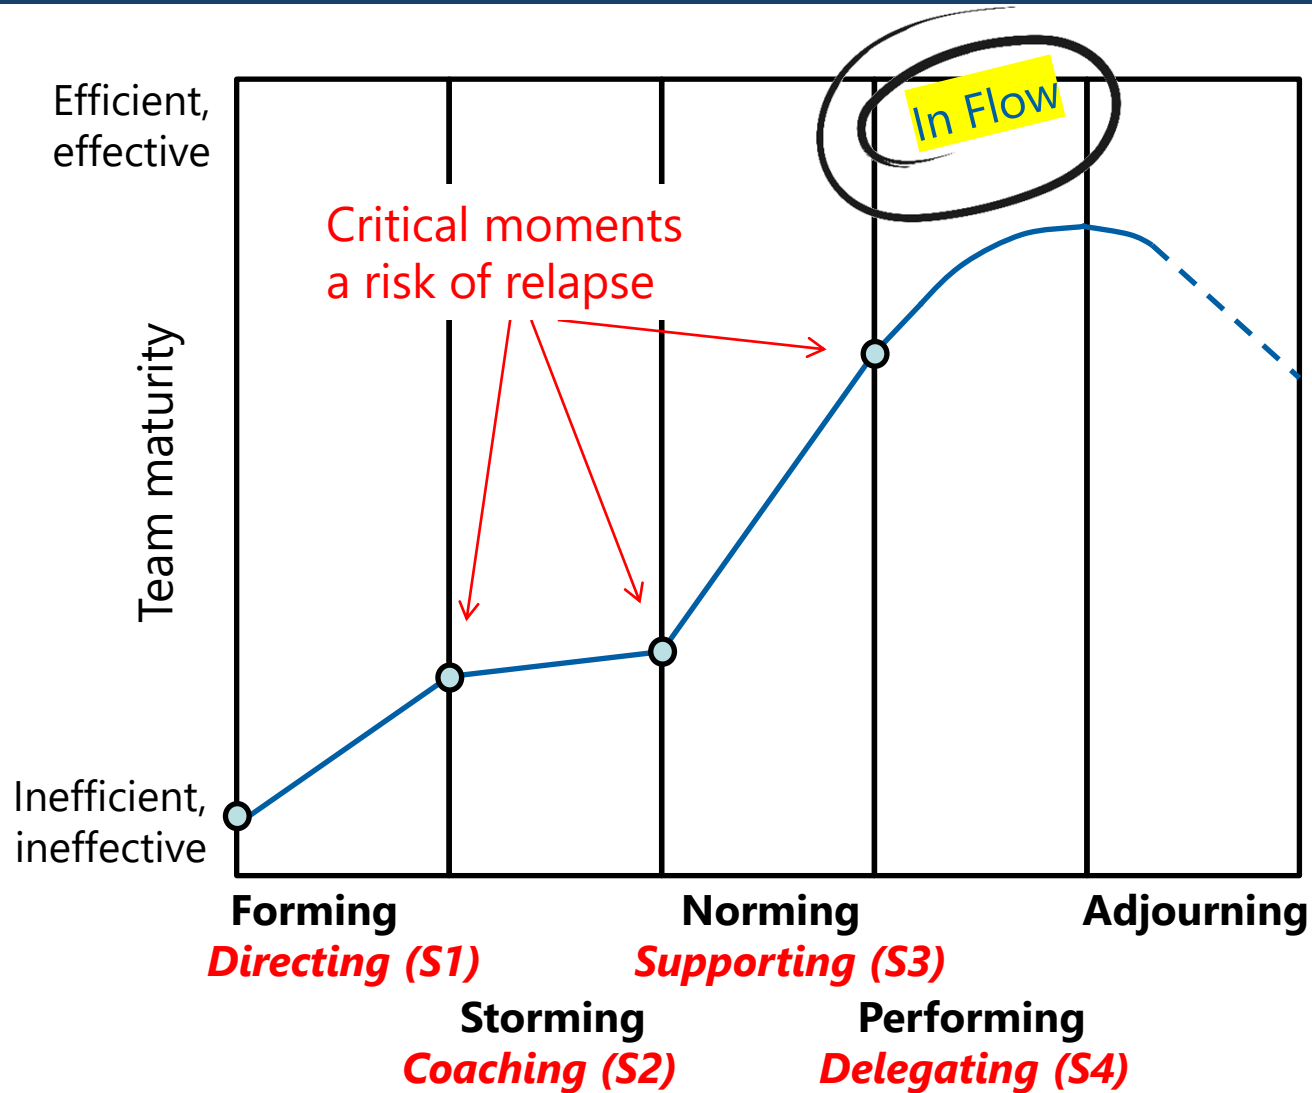 Efficient,
effective
In Flow
Critical moments
a risk of relapse
Team maturity
Inefficient,
ineffective
Forming
Directing (S1)
Norming
Supporting (S3)
Adjourning
Storming
Coaching (S2)
Performing
Delegating (S4)